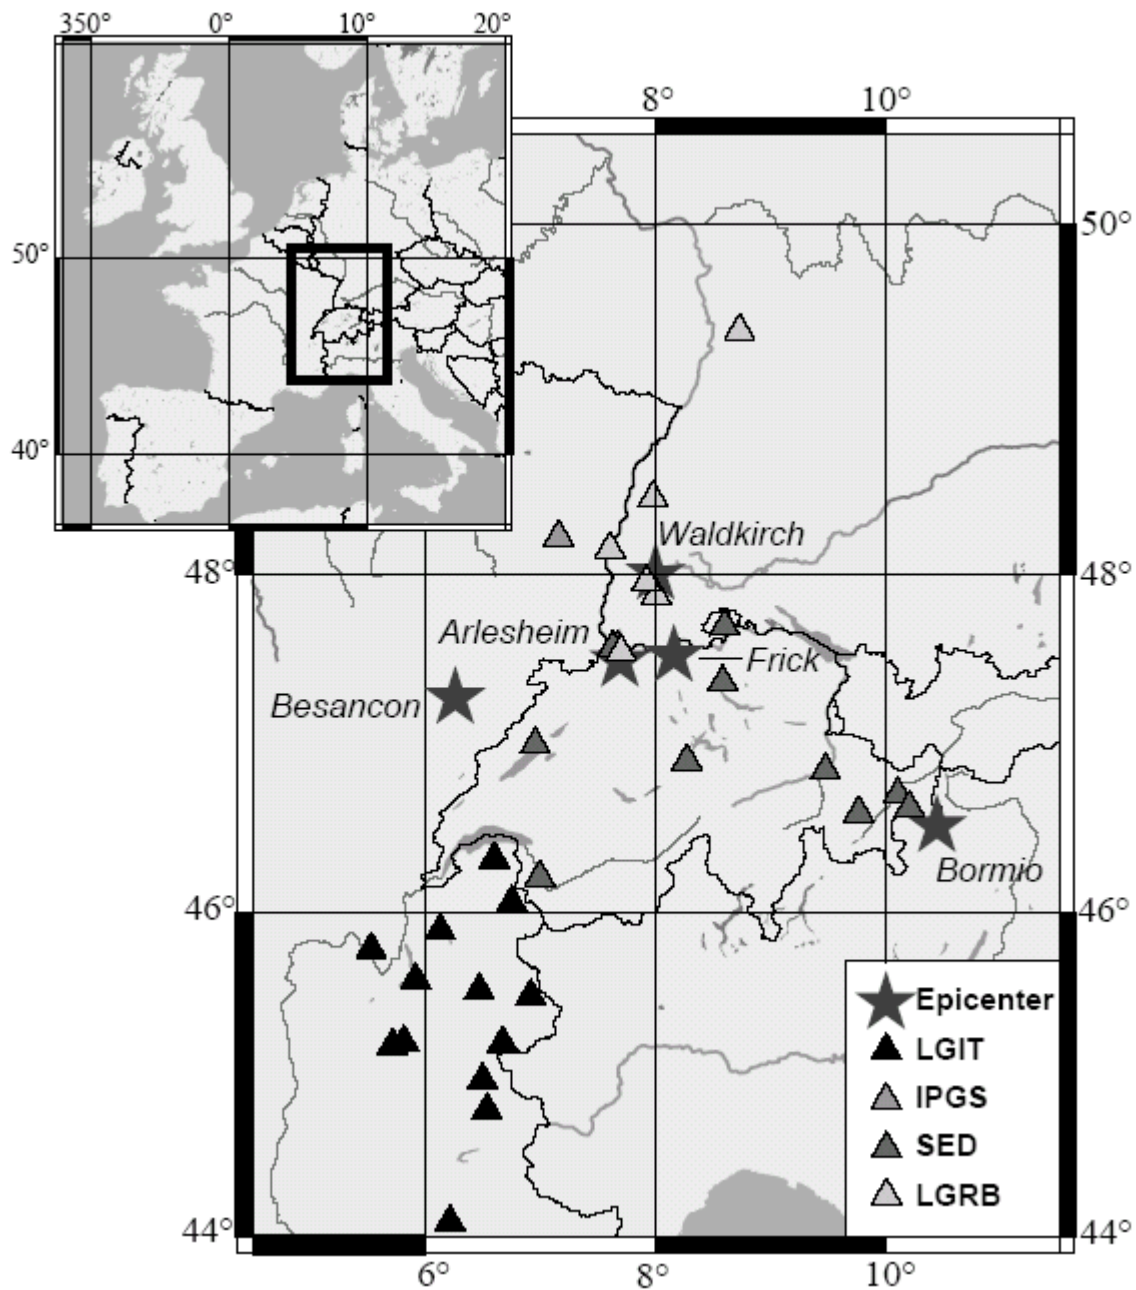 350° 0° 10° 20°
8° 10°
50°
50°
40°
Waldkirch
48° 48°
Arlesheim
Frick
Besancon
Bormio
46° 46°
Epicenter
LGIT
IPGS
SED
LGRB
44° 44°
6° 8° 10°